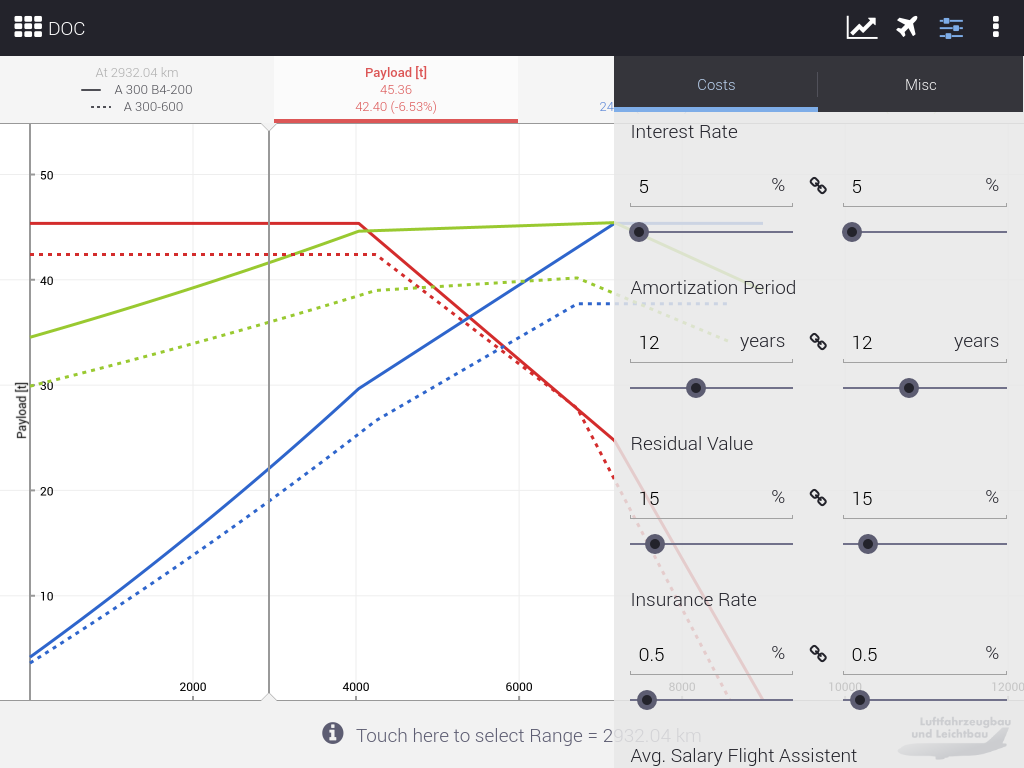 DOC
At 2932.04 km
A 300 B4-200
A 300-600
Payload [t]
45.36
42.40 (-6.53%)
24
Costs
Misc
Payload [t]
50
40
30
20
10
2000
4000
6000
8000
10000
12000
Interest Rate
5 %
5 %
Amortization Period
12 years
12 years
Residual Value
15 %
15 %
Insurance Rate
0.5 %
0.5 %
Avg. Salary Flight Assistent
Touch here to select Range = 2932.04 km
Luftfahrzeugbau
und Leichtbau